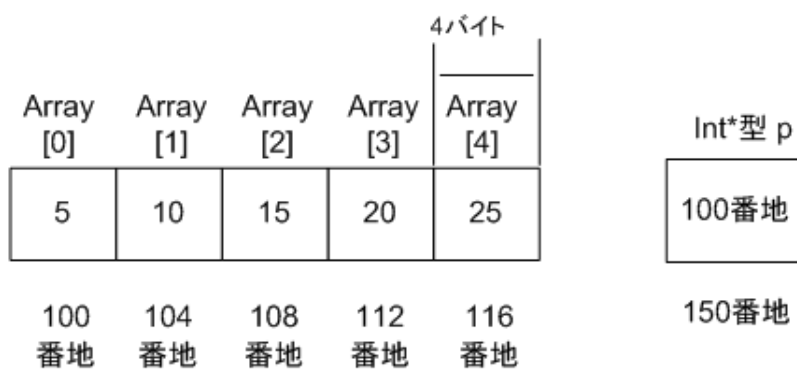 4バイト
Array Array Array Array Array
[0] [1] [2] [3] [4]
Int*型 p
5 10 15 20 25
100番地
100 104 108 112 116
番地 番地 番地 番地 番地
150番地